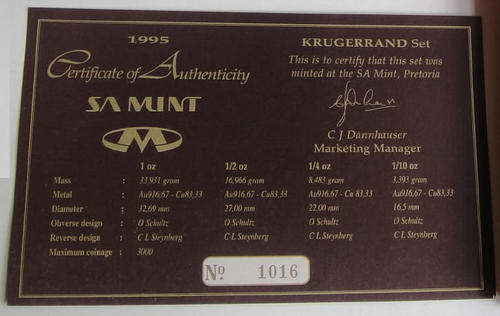 1995
Certificate of Authenticity
SA MINT
KRUGERRAND Set
This is to certify that this set was
minted at the SA Mint, Pretoria
C J Dannhauser
Marketing Manager
1 oz 1/2 oz 1/4 oz 1/10 oz
Mass : 33,931 gram 16,966 gram 8,483 gram 3,393 gram
Metal : Au916,67 - Cu83,33 Au916,67 - Cu83,33 Au916,67 - Cu 83,33 Au916,67 - Cu83,33
Diameter : 32,69 mm 27,00 mm 22,00 mm 16,5 mm
Obverse design : O Schultz O Schultz O Schultz O Schultz
Reverse design : C L Steynberg C L Steynberg C L Steynberg C L Steynberg
Maximum coinage : 3000
No. 1016